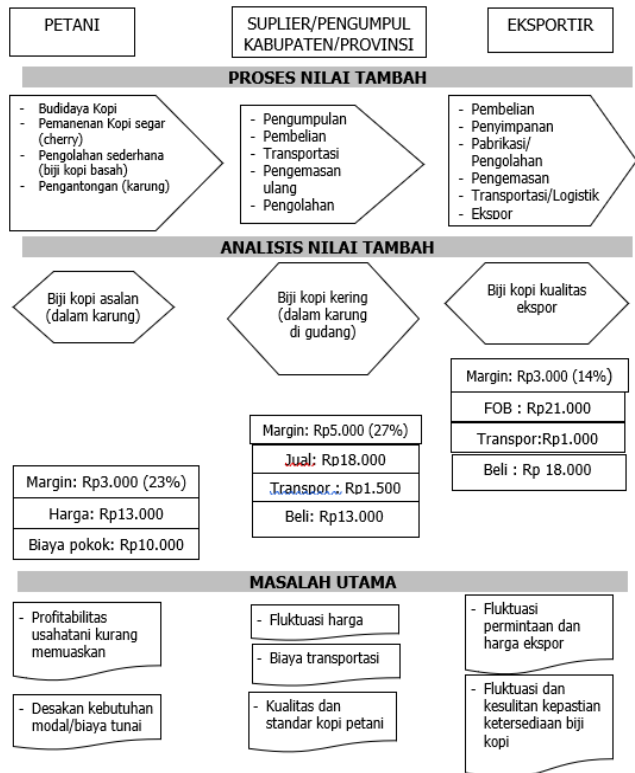 PETANI
SUPLIER/PENGUMPUL
KABUPATEN/PROVINSI
EKSPORTIR
PROSES NILAI TAMBAH
- Budidaya Kopi
- Pemanenan Kopi segar
(cherry)
- Pengolahan sederhana
(biji kopi basah)
- Pengantongan (karung)
- Pengumpulan
- Pembelian
- Transportasi
- Pengemasan
ulang
- Pengolahan
- Pembelian
- Penyimpanan
- Pabrikasi/
Pengolahan
- Pengemasan
- Transportasi/Logistik
- Ekspor
ANALISIS NILAI TAMBAH
Biji kopi asalan
(dalam karung)
Biji kopi kering
(dalam karung
di gudang)
Biji kopi kualitas
ekspor
Margin: Rp3.000 (23%)
Harga: Rp13.000
Biaya pokok: Rp10.000
Margin: Rp5.000 (27%)
Jual: Rp18.000
Transpor : Rp1.500
Beli: Rp13.000
Margin: Rp3.000 (14%)
FOB : Rp21.000
Transpor:Rp1.000
Beli : Rp 18.000
MASALAH UTAMA
- Profitabilitas
usahatani kurang
memuaskan
- Desakan kebutuhan
modal/biaya tunai
- Fluktuasi harga
- Biaya transportasi
- Kualitas dan
standar kopi petani
- Fluktuasi
permintaan dan
harga ekspor
- Fluktuasi dan
kesulitan kepastian
ketersediaan biji
kopi